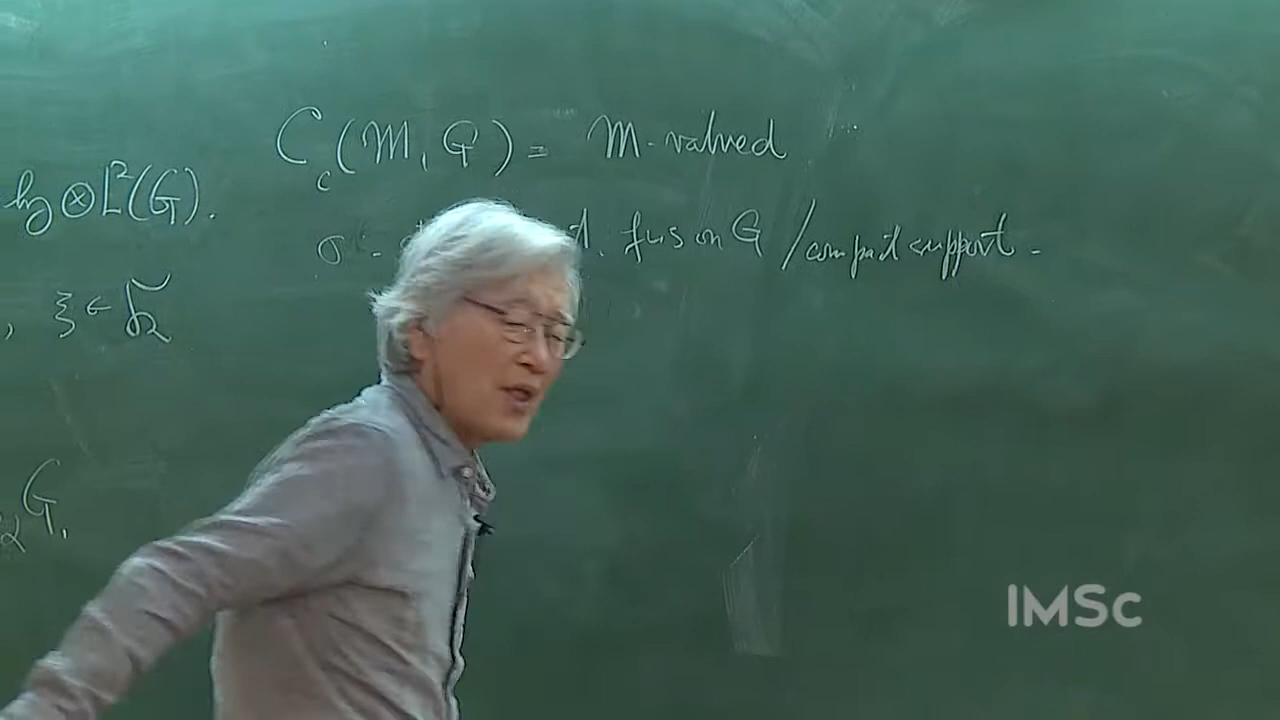 C_c(M, G) = M-valued
σ fns on G / compact support.
⊗ L²(G).
, ξ ∈
G,
IMSc